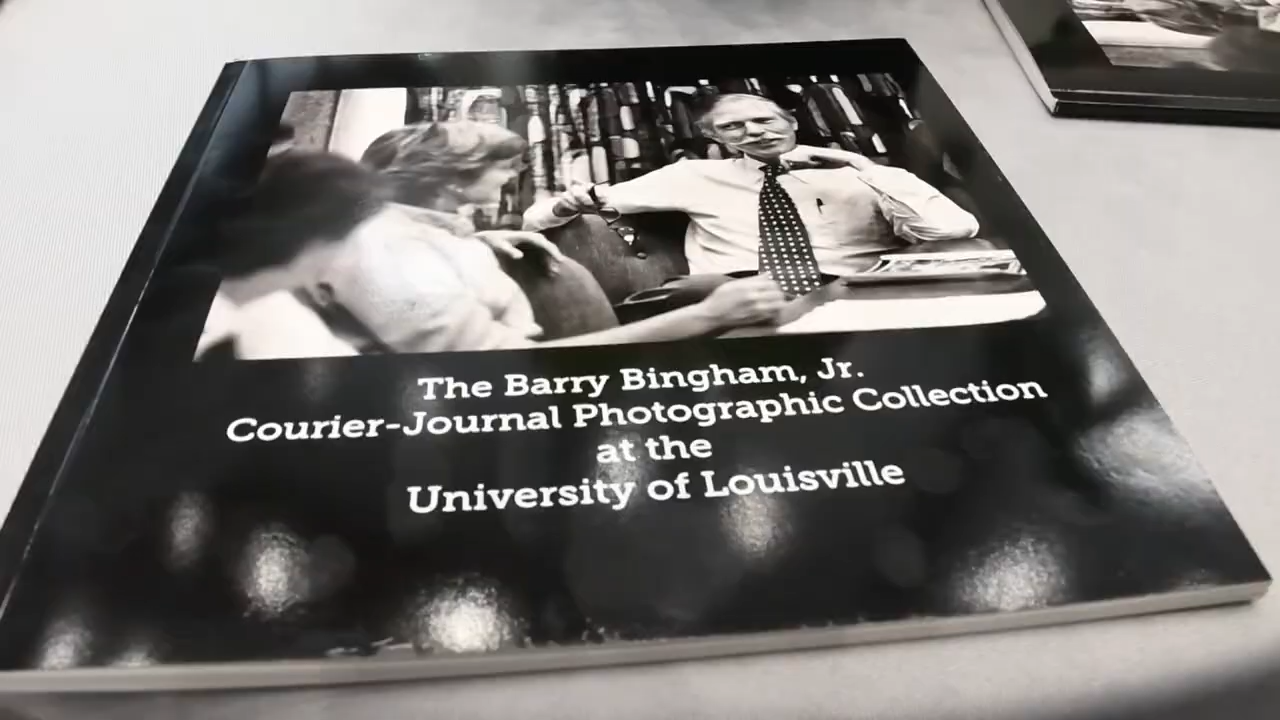 The Barry Bingham, Jr.
Courier-Journal Photographic Collection
at the
University of Louisville